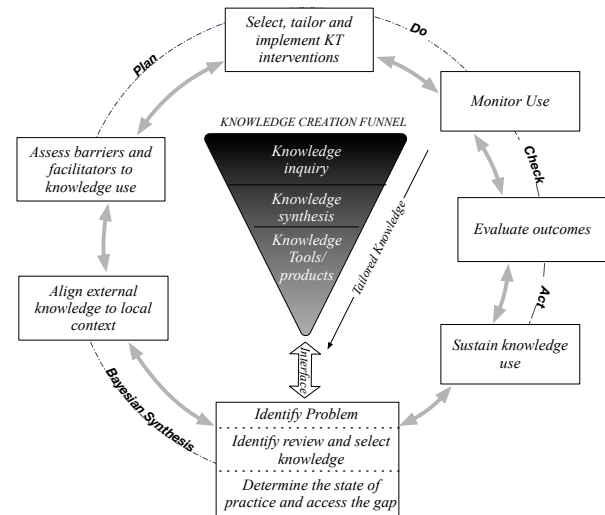 Select, tailor and
implement KT
interventions
Plan
Do
Monitor Use
KNOWLEDGE CREATION FUNNEL
Knowledge
inquiry
Knowledge
synthesis
Knowledge
Tools/
products
Tailored Knowledge
Assess barriers and
facilitators to
knowledge use
Check
Evaluate outcomes
Align external
knowledge to local
context
Act
Sustain knowledge
use
Interface
Bayesian Synthesis
Identify Problem
Identify review and select
knowledge
Determine the state of
practice and access the gap